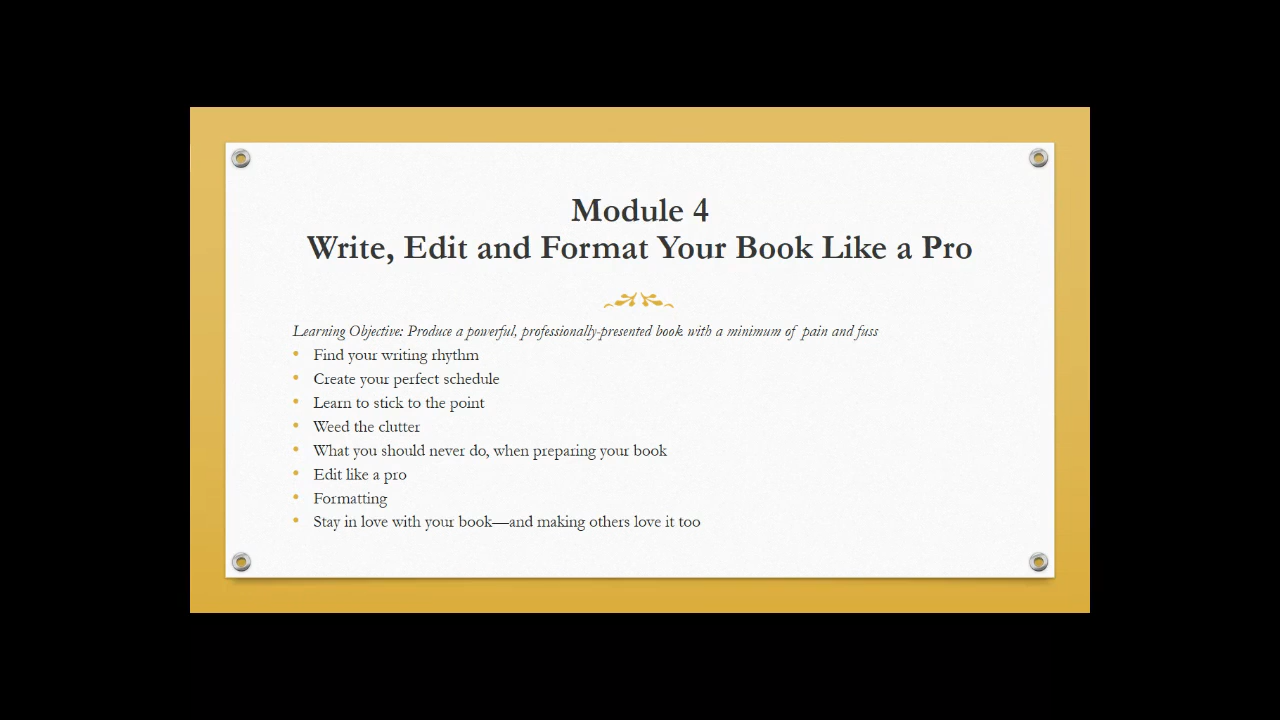 Module 4
Write, Edit and Format Your Book Like a Pro
Learning Objective: Produce a powerful, professionally-presented book with a minimum of pain and fuss
• Find your writing rhythm
• Create your perfect schedule
• Learn to stick to the point
• Weed the clutter
• What you should never do, when preparing your book
• Edit like a pro
• Formatting
• Stay in love with your book—and making others love it too